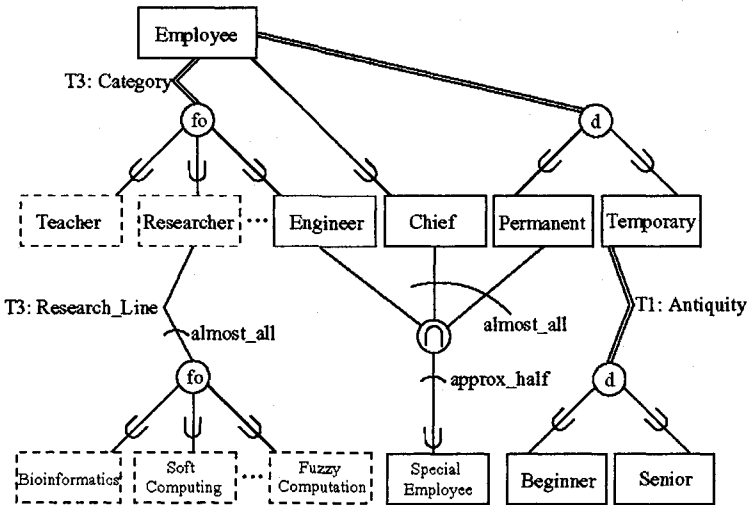 Employee
T3: Category
fo
d
Teacher
Researcher
...
Engineer
Chief
Permanent
Temporary
T3: Research_Line
almost_all
almost_all
T1: Antiquity
fo
approx_half
d
Bioinformatics
Soft
Computing
...
Fuzzy
Computation
Special
Employee
Beginner
Senior